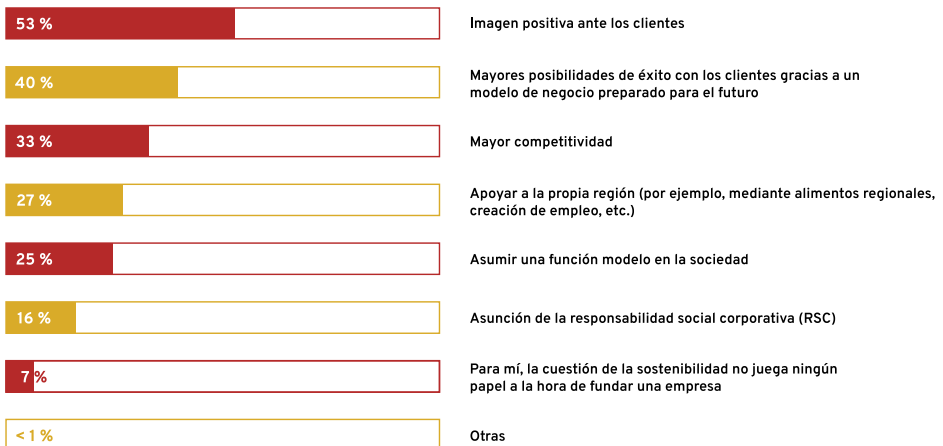 53 %
Imagen positiva ante los clientes
40 %
Mayores posibilidades de éxito con los clientes gracias a un
modelo de negocio preparado para el futuro
33 %
Mayor competitividad
27 %
Apoyar a la propia región (por ejemplo, mediante alimentos regionales,
creación de empleo, etc.)
25 %
Asumir una función modelo en la sociedad
16 %
Asunción de la responsabilidad social corporativa (RSC)
7 %
Para mí, la cuestión de la sostenibilidad no juega ningún
papel a la hora de fundar una empresa
< 1 %
Otras